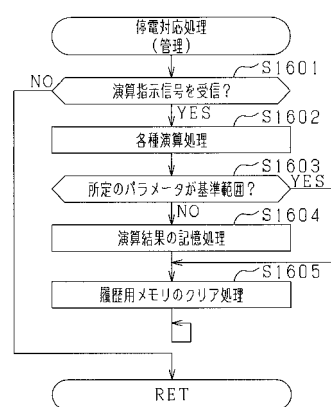 停電対応処理
(管理)
S1601
NO
演算指示信号を受信?
YES
S1602
各種演算処理
S1603
所定のパラメータが基準範囲?
YES
NO
S1604
演算結果の記憶処理
S1605
履歴用メモリのクリア処理
RET